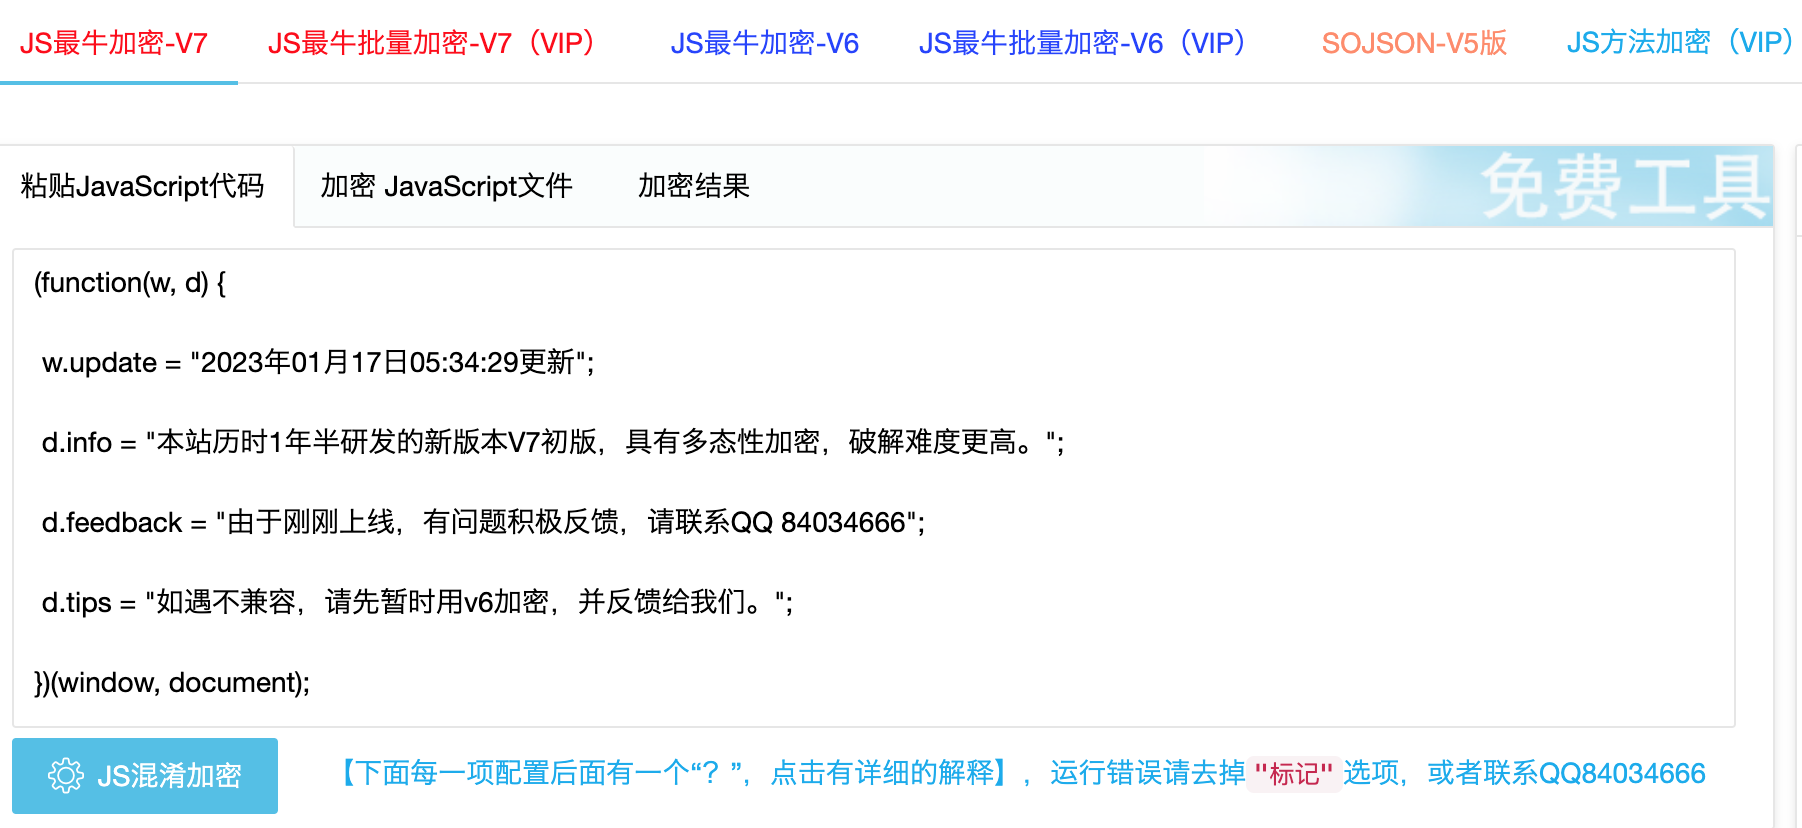 JS最牛加密-V7 JS最牛批量加密-V7（VIP） JS最牛加密-V6 JS最牛批量加密-V6（VIP） SOJSON-V5版 JS方法加密（VIP）
粘贴JavaScript代码 加密 JavaScript文件 加密结果 免费工具
(function(w, d) {
w.update = "2023年01月17日05:34:29更新";
d.info = "本站历时1年半研发的新版本V7初版，具有多态性加密，破解难度更高。";
d.feedback = "由于刚刚上线，有问题积极反馈，请联系QQ 84034666";
d.tips = "如遇不兼容，请先暂时用v6加密，并反馈给我们。";
})(window, document);
JS混淆加密 【下面每一项配置后面有一个“？”，点击有详细的解释】，运行错误请去掉"标记"选项，或者联系QQ84034666